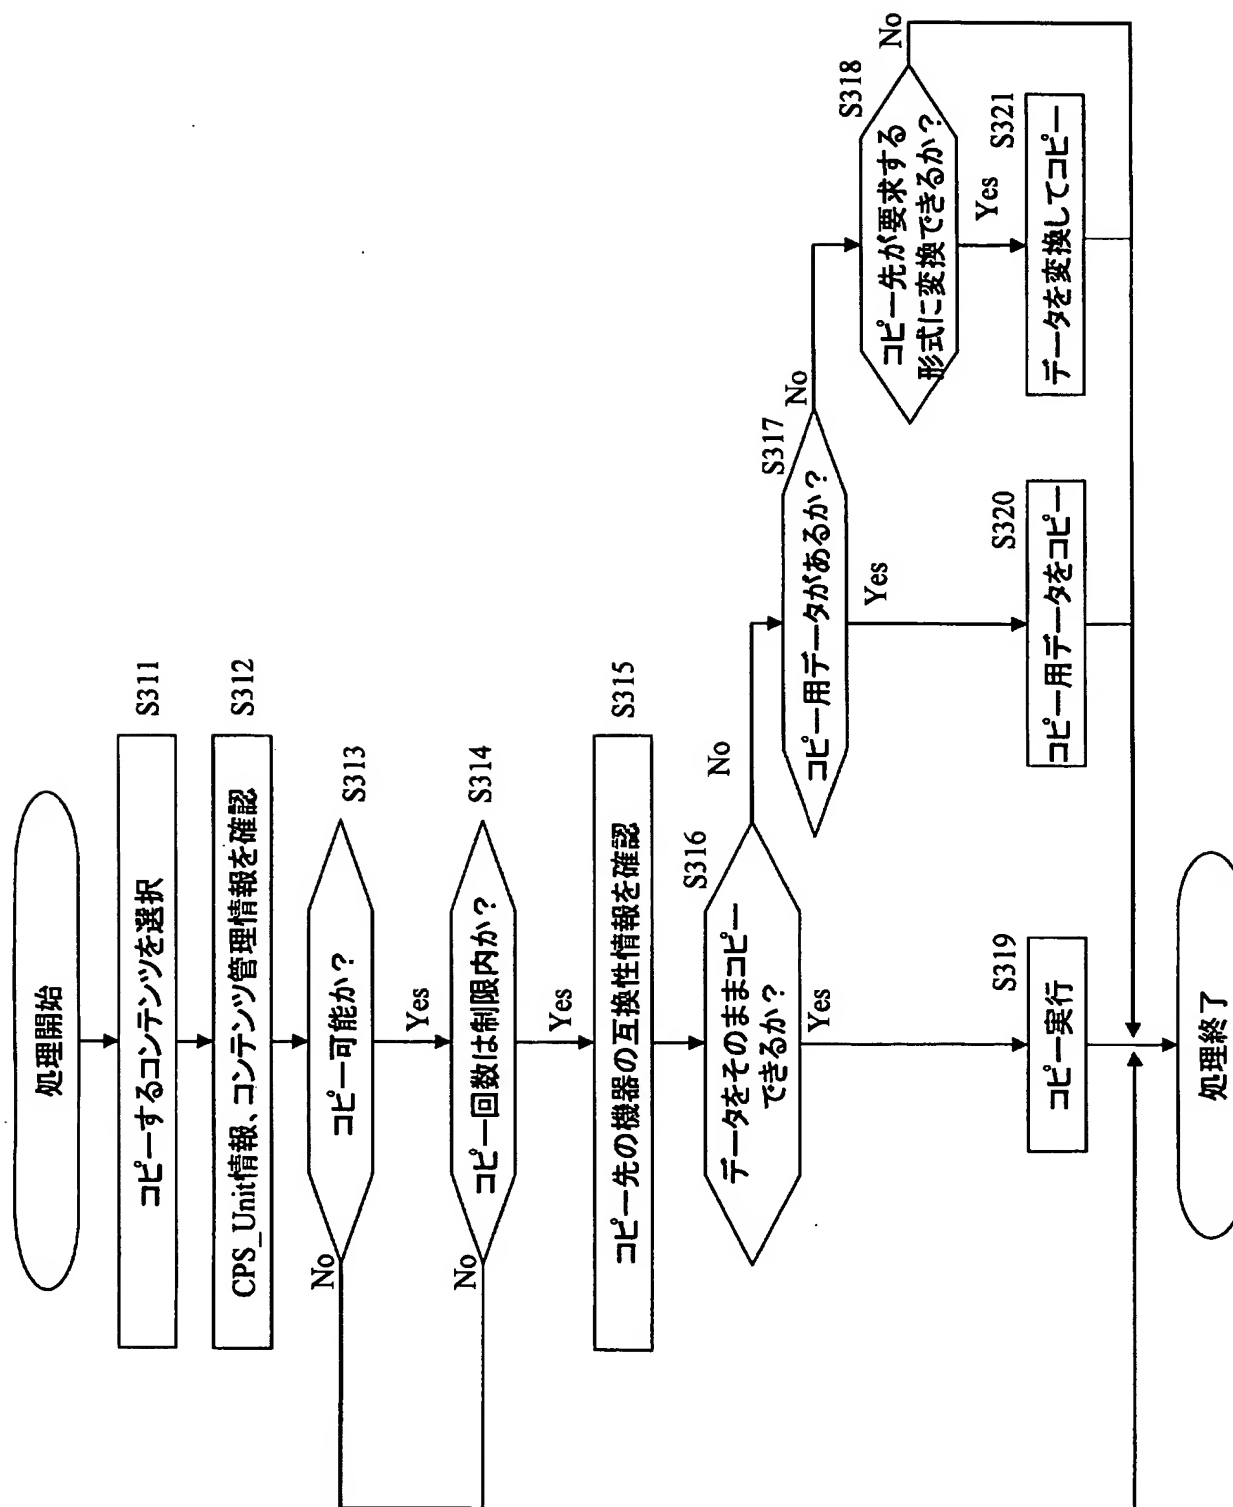 処理開始
コピーするコンテンツを選択
S311
CPS_Unit情報、コンテンツ管理情報を確認
S312
コピー可能か?
S313
No
Yes
コピー回数は制限内か?
S314
No
Yes
コピー先の機器の互換性情報を確認
S315
データをそのままコピー
できるか?
S316
No
Yes
コピー用データがあるか?
S317
No
Yes
コピー先が要求する
形式に変換できるか?
S318
No
Yes
コピー実行
S319
コピー用データをコピー
S320
データを変換してコピー
S321
処理終了